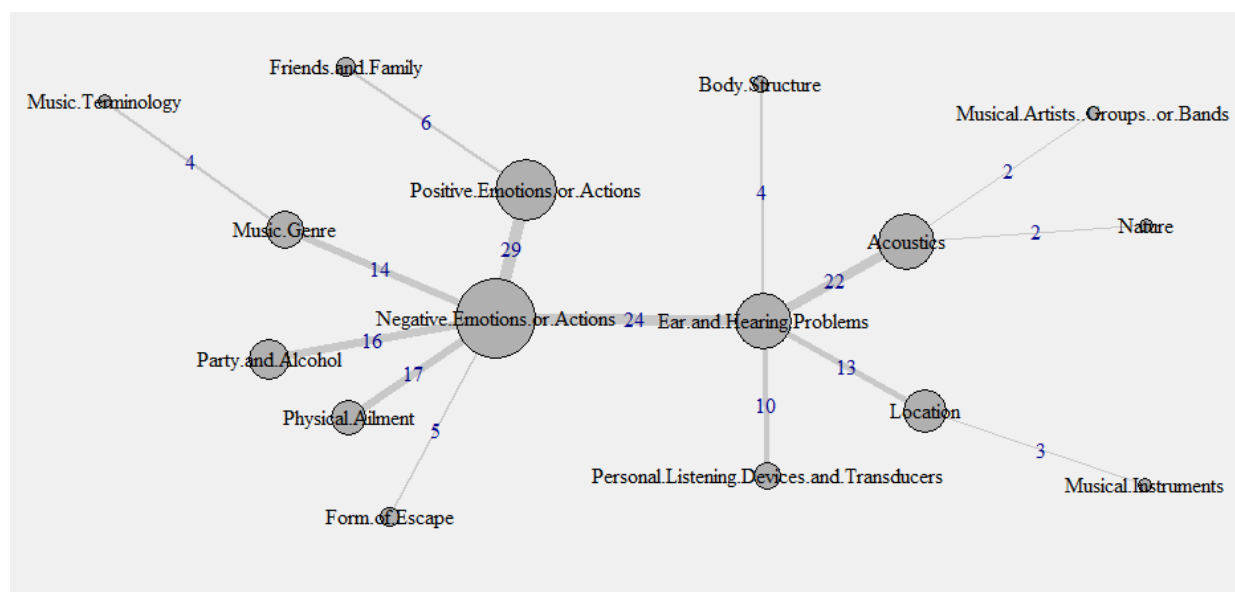 Friends.and.Family
Music.Terminology
Body.Structure
Musical.Artists..Groups..or.Bands
6
4
2
Positive.Emotions.or.Actions
4
Music.Genre
Nature
2
Acoustics
29
14
22
Negative.Emotions.or.Actions
24
Ear.and.Hearing.Problems
16
Party.and.Alcohol
17
13
Physical.Ailment
10
Location
5
3
Personal.Listening.Devices.and.Transducers
Musical.Instruments
Form.of.Escape